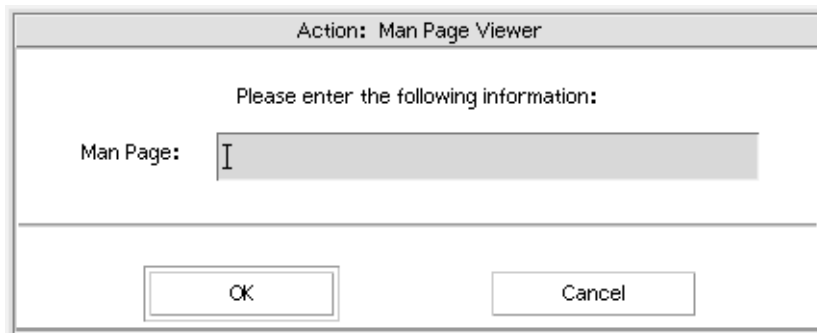 Action: Man Page Viewer
Please enter the following information:
Man Page:
OK Cancel